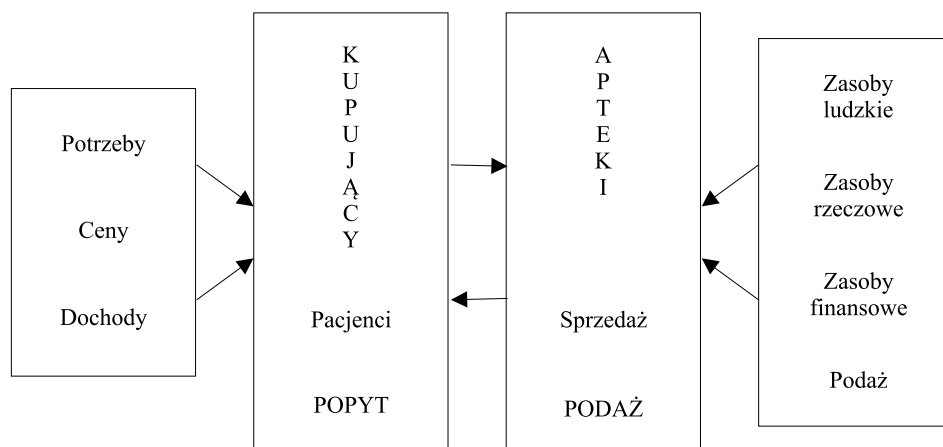 Potrzeby
Ceny
Dochody
K
U
P
U
J
Ą
C
Y
Pacjenci
POPYT
A
P
T
E
K
I
Sprzedaż
PODAŻ
Zasoby
ludzkie
Zasoby
rzeczowe
Zasoby
finansowe
Podaż